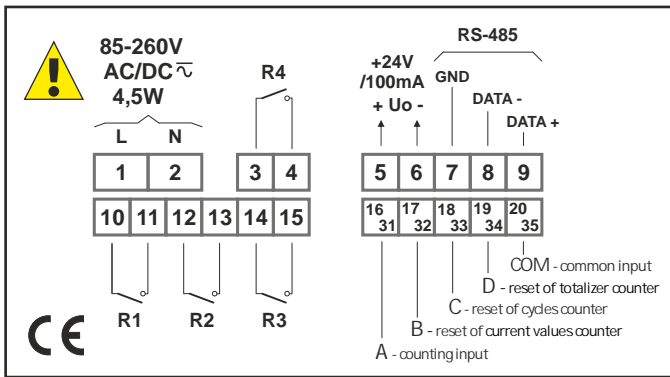 85-260V
AC/DC
4,5W
L N
R4
+24V
/100mA
+ Uo -
RS-485
GND
DATA -
DATA +
1 2 3 4 5 6 7 8 9
10 11 12 13 14 15 16 31 17 32 18 33 19 34 20 35
R1 R2 R3
COM - common input
D - reset of totalizer counter
C - reset of cycles counter
B - reset of current values counter
A - counting input
CE